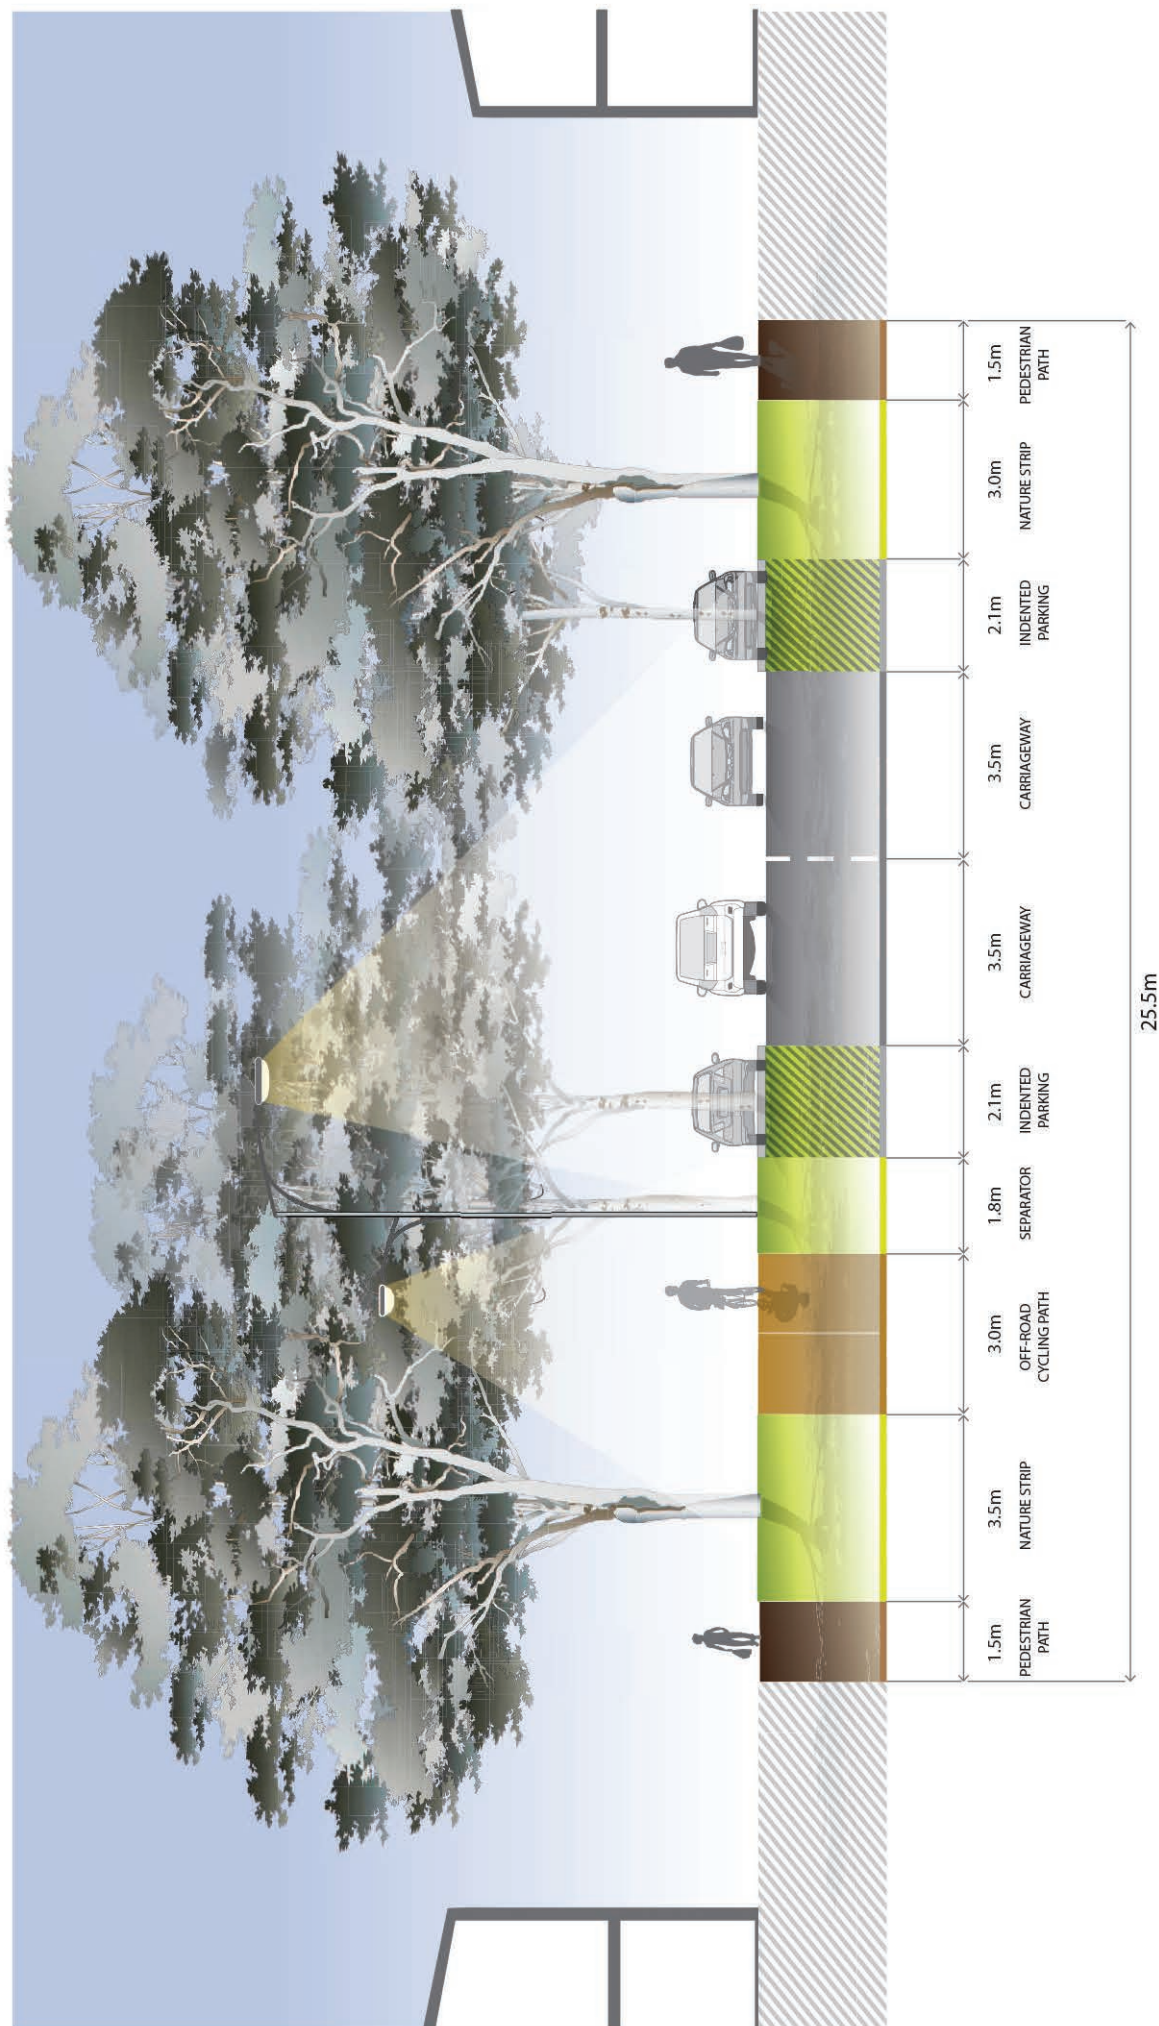 1.5m
PEDESTRIAN
PATH
3.5m
NATURE STRIP
3.0m
OFF-ROAD
CYCLING PATH
1.8m
SEPARATOR
2.1m
INDENTED
PARKING
3.5m
CARRIAGEWAY
3.5m
CARRIAGEWAY
2.1m
INDENTED
PARKING
3.0m
NATURE STRIP
1.5m
PEDESTRIAN
PATH
25.5m